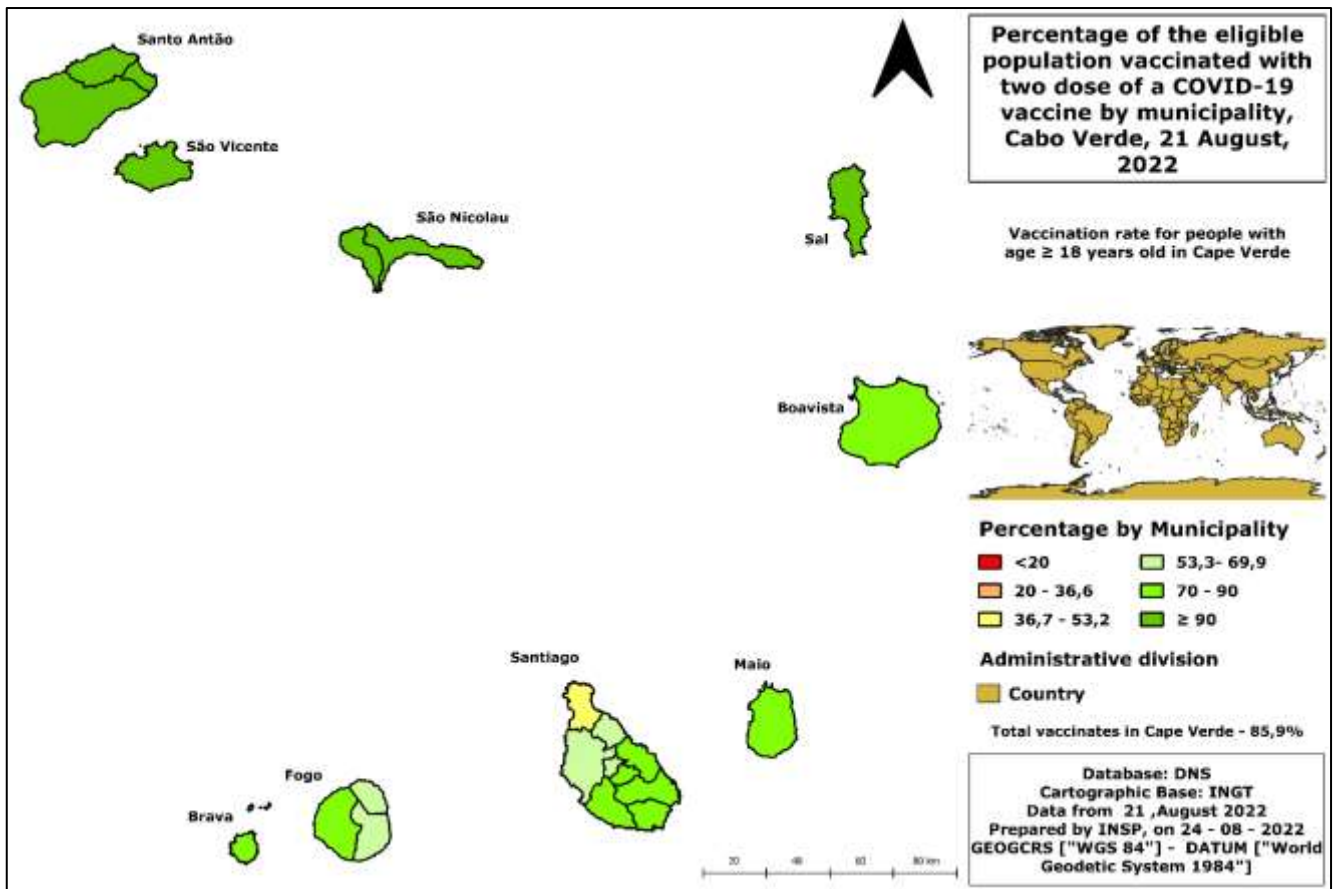 Santo Antão
São Vicente
São Nicolau
Sal
Boavista
Santiago
Maio
Fogo
Brava
20 40 60 80 km
Percentage of the eligible
population vaccinated with
two dose of a COVID-19
vaccine by municipality,
Cabo Verde, 21 August,
2022
Vaccination rate for people with
age ≥ 18 years old in Cape Verde
Percentage by Municipality
<20
20 - 36,6
36,7 - 53,2
53,3- 69,9
70 - 90
≥ 90
Administrative division
Country
Total vaccinates in Cape Verde - 85,9%
Database: DNS
Cartographic Base: INGT
Data from 21 ,August 2022
Prepared by INSP, on 24 - 08 - 2022
GEOGCRS ["WGS 84"] - DATUM ["World
Geodetic System 1984"]